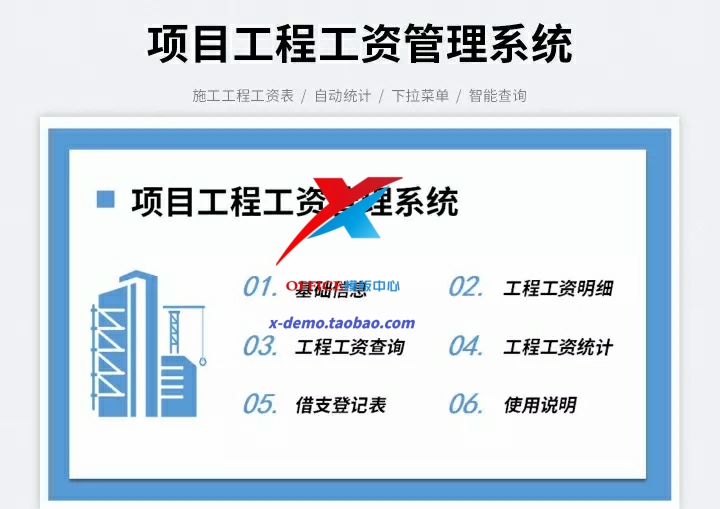 项目工程工资管理系统
施工工程工资表 / 自动统计 / 下拉菜单 / 智能查询
项目工程工资管理系统
01. 基础信息
02. 工程工资明细
OFFICE模板中心
x-demo.taobao.com
03. 工程工资查询
04. 工程工资统计
05. 借支登记表
06. 使用说明